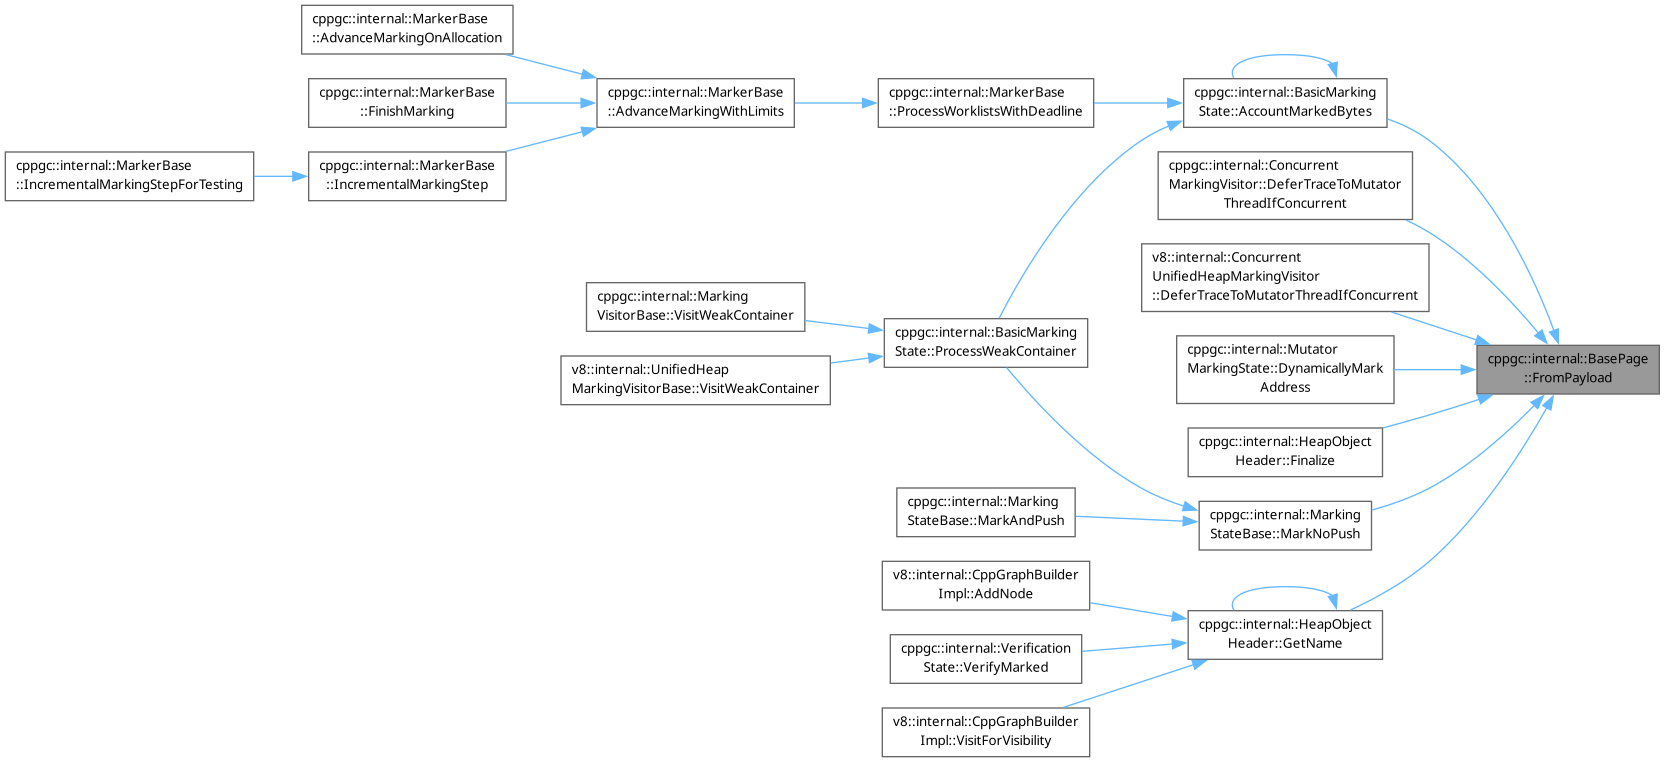 cppgc::internal::MarkerBase
::AdvanceMarkingOnAllocation
cppgc::internal::MarkerBase
::FinishMarking
cppgc::internal::MarkerBase
::IncrementalMarkingStepForTesting
cppgc::internal::MarkerBase
::IncrementalMarkingStep
cppgc::internal::MarkerBase
::AdvanceMarkingWithLimits
cppgc::internal::MarkerBase
::ProcessWorklistsWithDeadline
cppgc::internal::BasicMarking
State::AccountMarkedBytes
cppgc::internal::Concurrent
MarkingVisitor::DeferTraceToMutator
ThreadIfConcurrent
v8::internal::Concurrent
UnifiedHeapMarkingVisitor
::DeferTraceToMutatorThreadIfConcurrent
cppgc::internal::Marking
VisitorBase::VisitWeakContainer
v8::internal::UnifiedHeap
MarkingVisitorBase::VisitWeakContainer
cppgc::internal::BasicMarking
State::ProcessWeakContainer
cppgc::internal::Mutator
MarkingState::DynamicallyMark
Address
cppgc::internal::BasePage
::FromPayload
cppgc::internal::HeapObject
Header::Finalize
cppgc::internal::Marking
StateBase::MarkAndPush
cppgc::internal::Marking
StateBase::MarkNoPush
v8::internal::CppGraphBuilder
Impl::AddNode
cppgc::internal::Verification
State::VerifyMarked
v8::internal::CppGraphBuilder
Impl::VisitForVisibility
cppgc::internal::HeapObject
Header::GetName